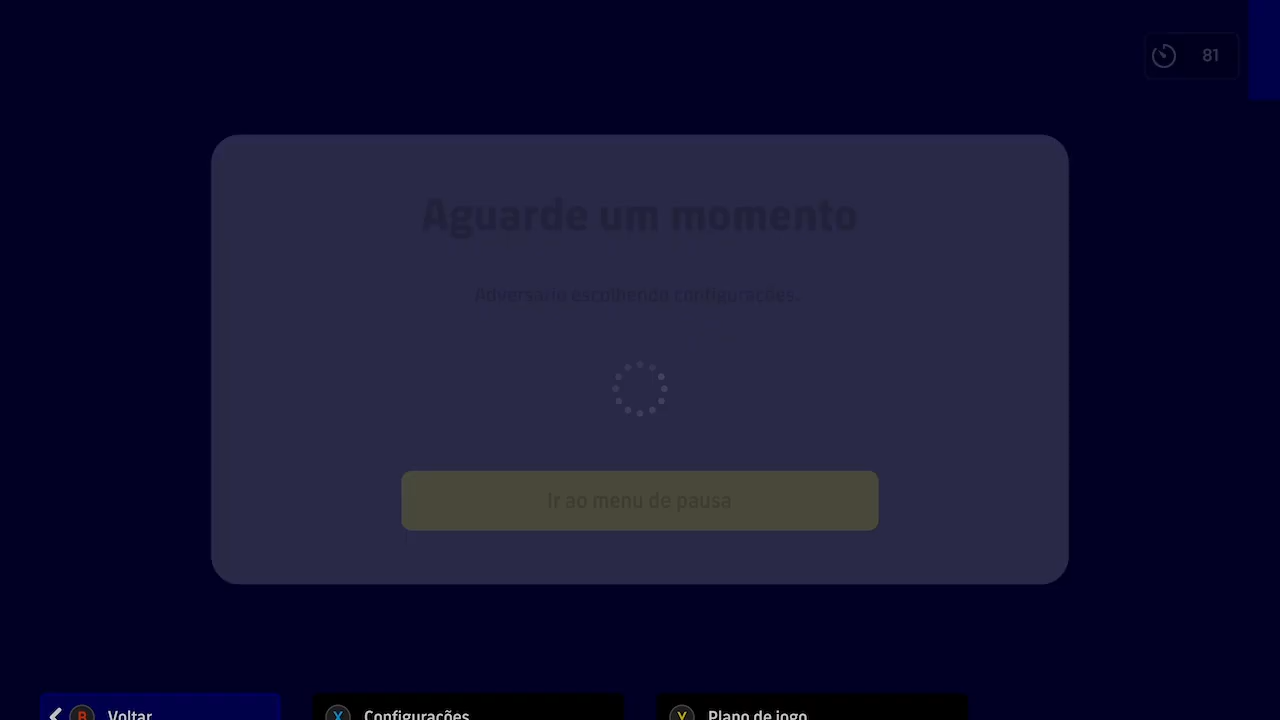 81
Aguarde um momento
Adversário escolhendo configurações.
Ir ao menu de pausa
B Voltar
X Configurações
Y Plano de jogo